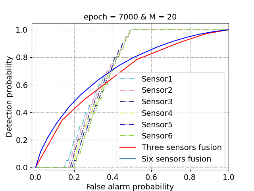 epoch = 7000 & M = 20
Detection probability
1.0
0.8
0.6
0.4
0.2
0.0
Sensor1
Sensor2
Sensor3
Sensor4
Sensor5
Sensor6
Three sensors fusion
Six sensors fusion
0.0 0.2 0.4 0.6 0.8 1.0
False alarm probability